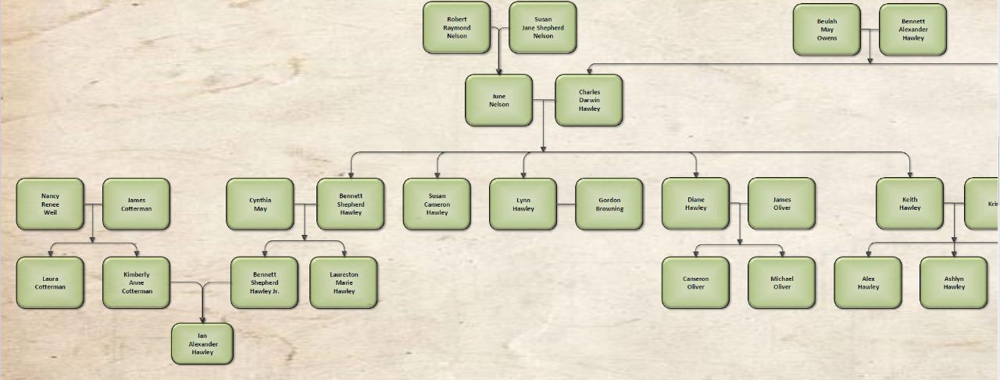 Robert
Raymond
Nelson
Susan
Jane Shepherd
Nelson
Beulah
May
Owens
Bennett
Alexander
Hawley
June
Nelson
Charles
Darwin
Hawley
Nancy
Renee
Weil
James
Cotterman
Cynthia
May
Bennett
Shepherd
Hawley
Susan
Cameron
Hawley
Lynn
Hawley
Gordon
Browning
Diane
Hawley
James
Oliver
Keith
Hawley
Laura
Cotterman
Kimberly
Anne
Cotterman
Bennett
Shepherd
Hawley Jr.
Laureston
Marie
Hawley
Cameron
Oliver
Michael
Oliver
Alex
Hawley
Ashlyn
Hawley
Ian
Alexander
Hawley